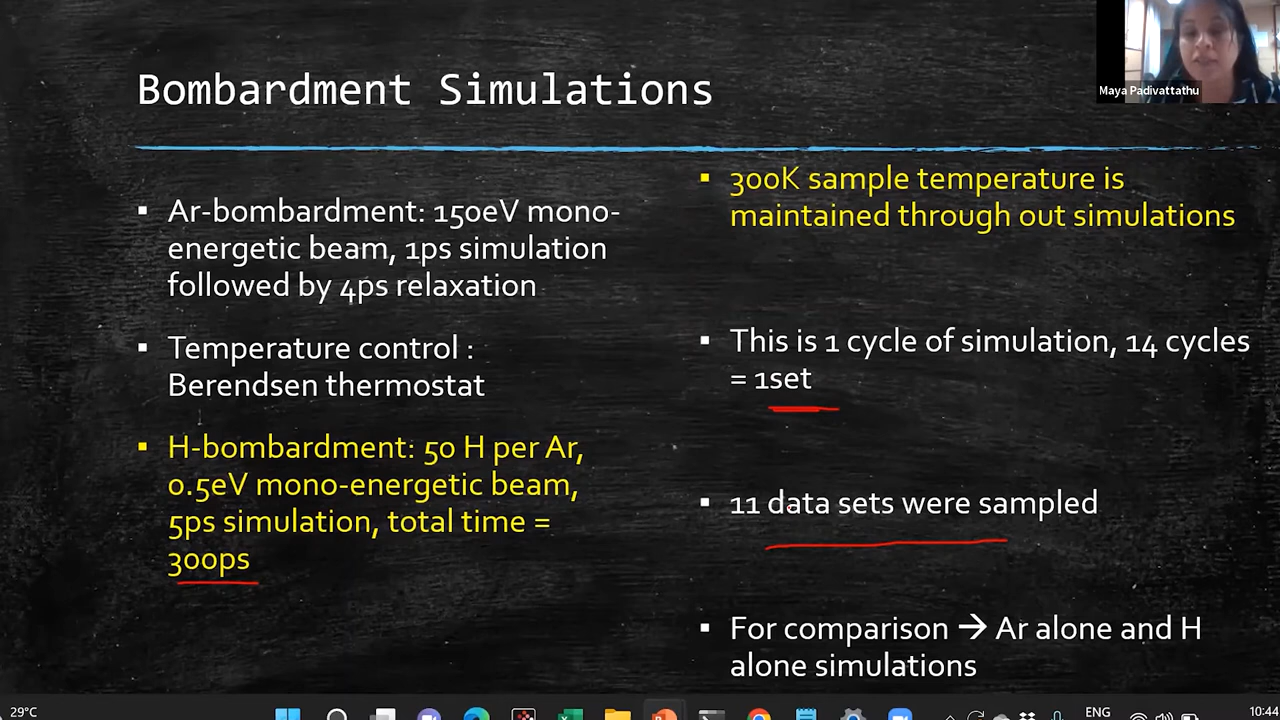 Bombardment Simulations
Maya Padivattathu
▪ Ar-bombardment: 150eV mono-
energetic beam, 1ps simulation
followed by 4ps relaxation
▪ Temperature control :
Berendsen thermostat
▪ H-bombardment: 50 H per Ar,
0.5eV mono-energetic beam,
5ps simulation, total time =
300ps
▪ 300K sample temperature is
maintained through out simulations
▪ This is 1 cycle of simulation, 14 cycles
= 1set
▪ 11 data sets were sampled
▪ For comparison → Ar alone and H
alone simulations
29°C
ENG
10:44